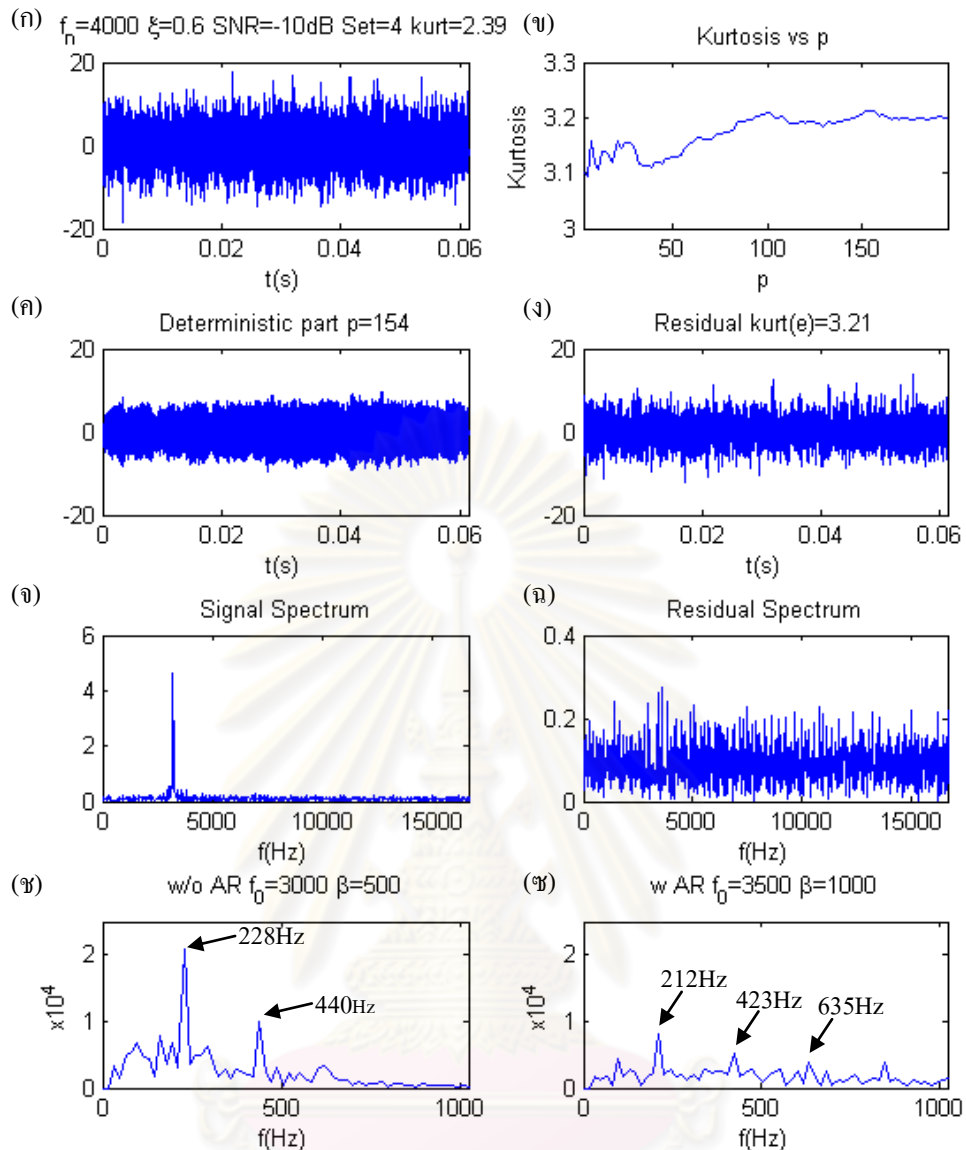 (ก)
f_n=4000 ξ=0.6 SNR=-10dB Set=4 kurt=2.39
20
0
-20
0 0.02 0.04 0.06
t(s)
(ข)
Kurtosis vs p
Kurtosis
3.3
3.2
3.1
3
50 100 150
p
(ค)
Deterministic part p=154
20
0
-20
0 0.02 0.04 0.06
t(s)
(ง)
Residual kurt(e)=3.21
20
0
-20
0 0.02 0.04 0.06
t(s)
(จ)
Signal Spectrum
6
4
2
0
0 5000 10000 15000
f(Hz)
(ฉ)
Residual Spectrum
0.4
0.2
0
0 5000 10000 15000
f(Hz)
(ช)
w/o AR f_0=3000 β=500
x10^4
2
1
0
228Hz
440Hz
0 500 1000
f(Hz)
(ซ)
w AR f_0=3500 β=1000
x10^4
2
1
0
212Hz
423Hz
635Hz
0 500 1000
f(Hz)